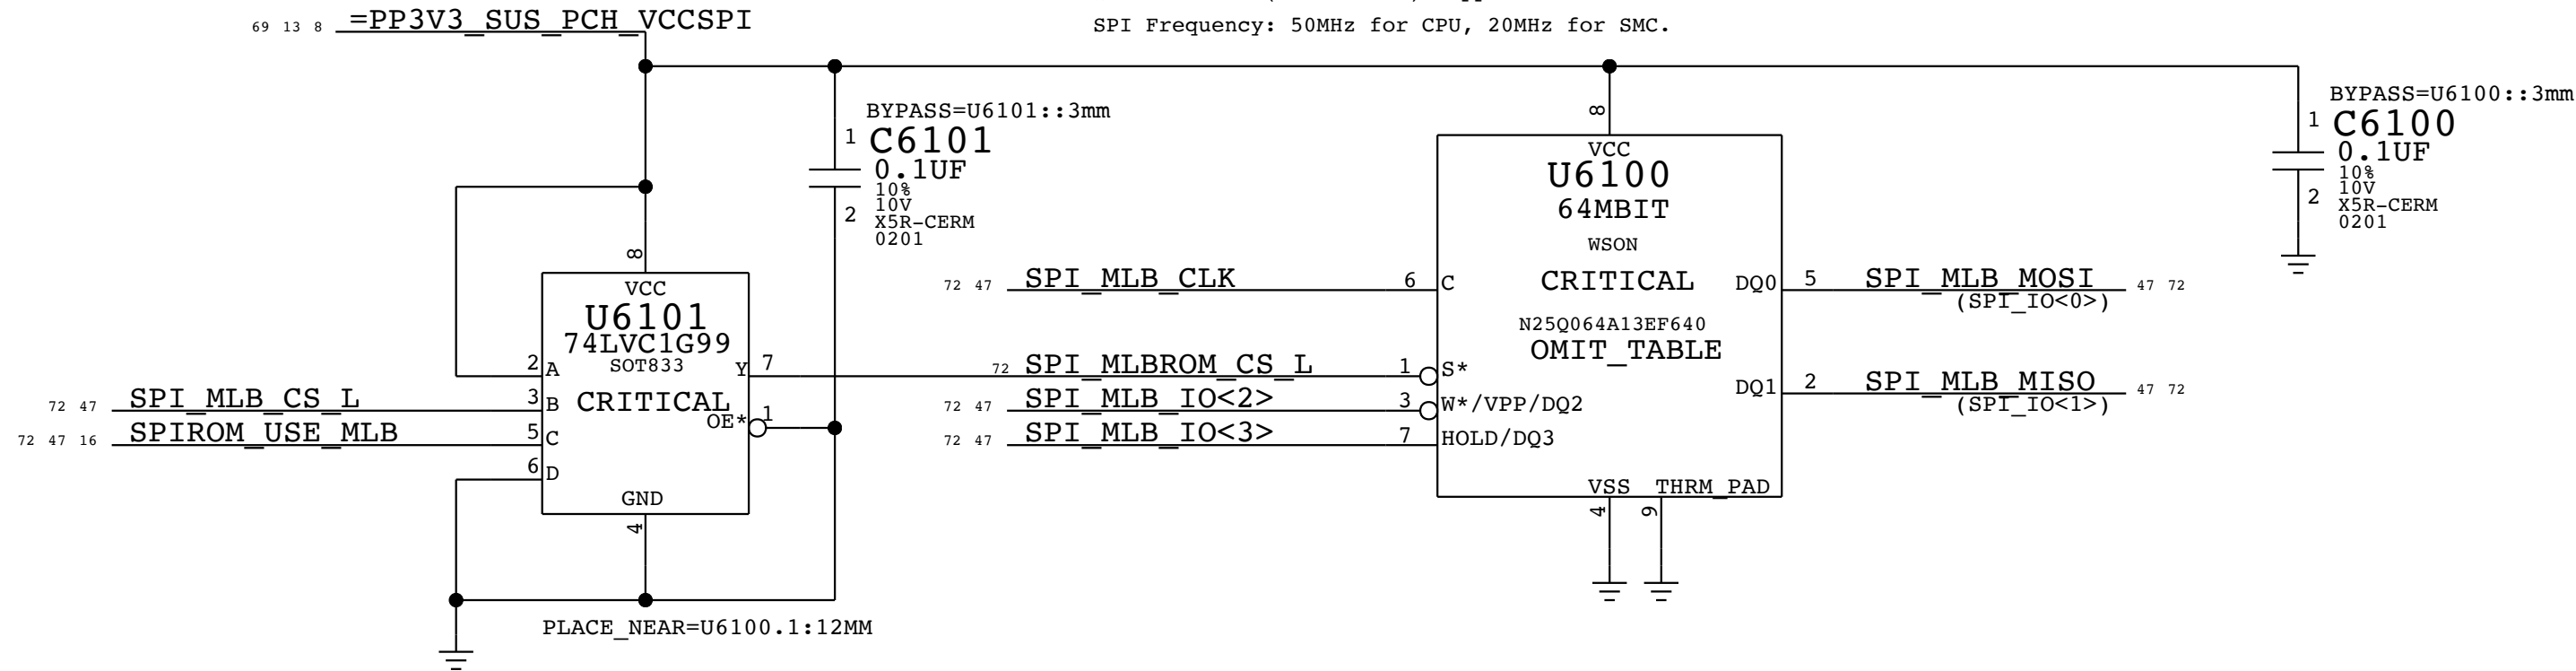 69 13 8 =PP3V3_SUS_PCH_VCCSPI
SPI Frequency: 50MHz for CPU, 20MHz for SMC.
BYPASS=U6101::3mm
1 C6101
0.1UF
10%
10V
2 X5R-CERM
0201
BYPASS=U6100::3mm
1 C6100
0.1UF
10%
10V
2 X5R-CERM
0201
8
VCC
U6101
74LVC1G99
SOT833
CRITICAL
2 A
72 47 SPI_MLB_CS_L 3 B
72 47 16 SPIROM_USE_MLB 5 C
6 D
Y 7
OE* 1
GND
4
PLACE_NEAR=U6100.1:12MM
8
VCC
U6100
64MBIT
WSON
CRITICAL
N25Q064A13EF640
OMIT_TABLE
72 47 SPI_MLB_CLK 6 C
72 SPI_MLBROM_CS_L 1 S*
72 47 SPI_MLB_IO<2> 3 W*/VPP/DQ2
72 47 SPI_MLB_IO<3> 7 HOLD/DQ3
DQ0 5 SPI_MLB_MOSI 47 72
(SPI_IO<0>)
DQ1 2 SPI_MLB_MISO 47 72
(SPI_IO<1>)
VSS THRM_PAD
4 9